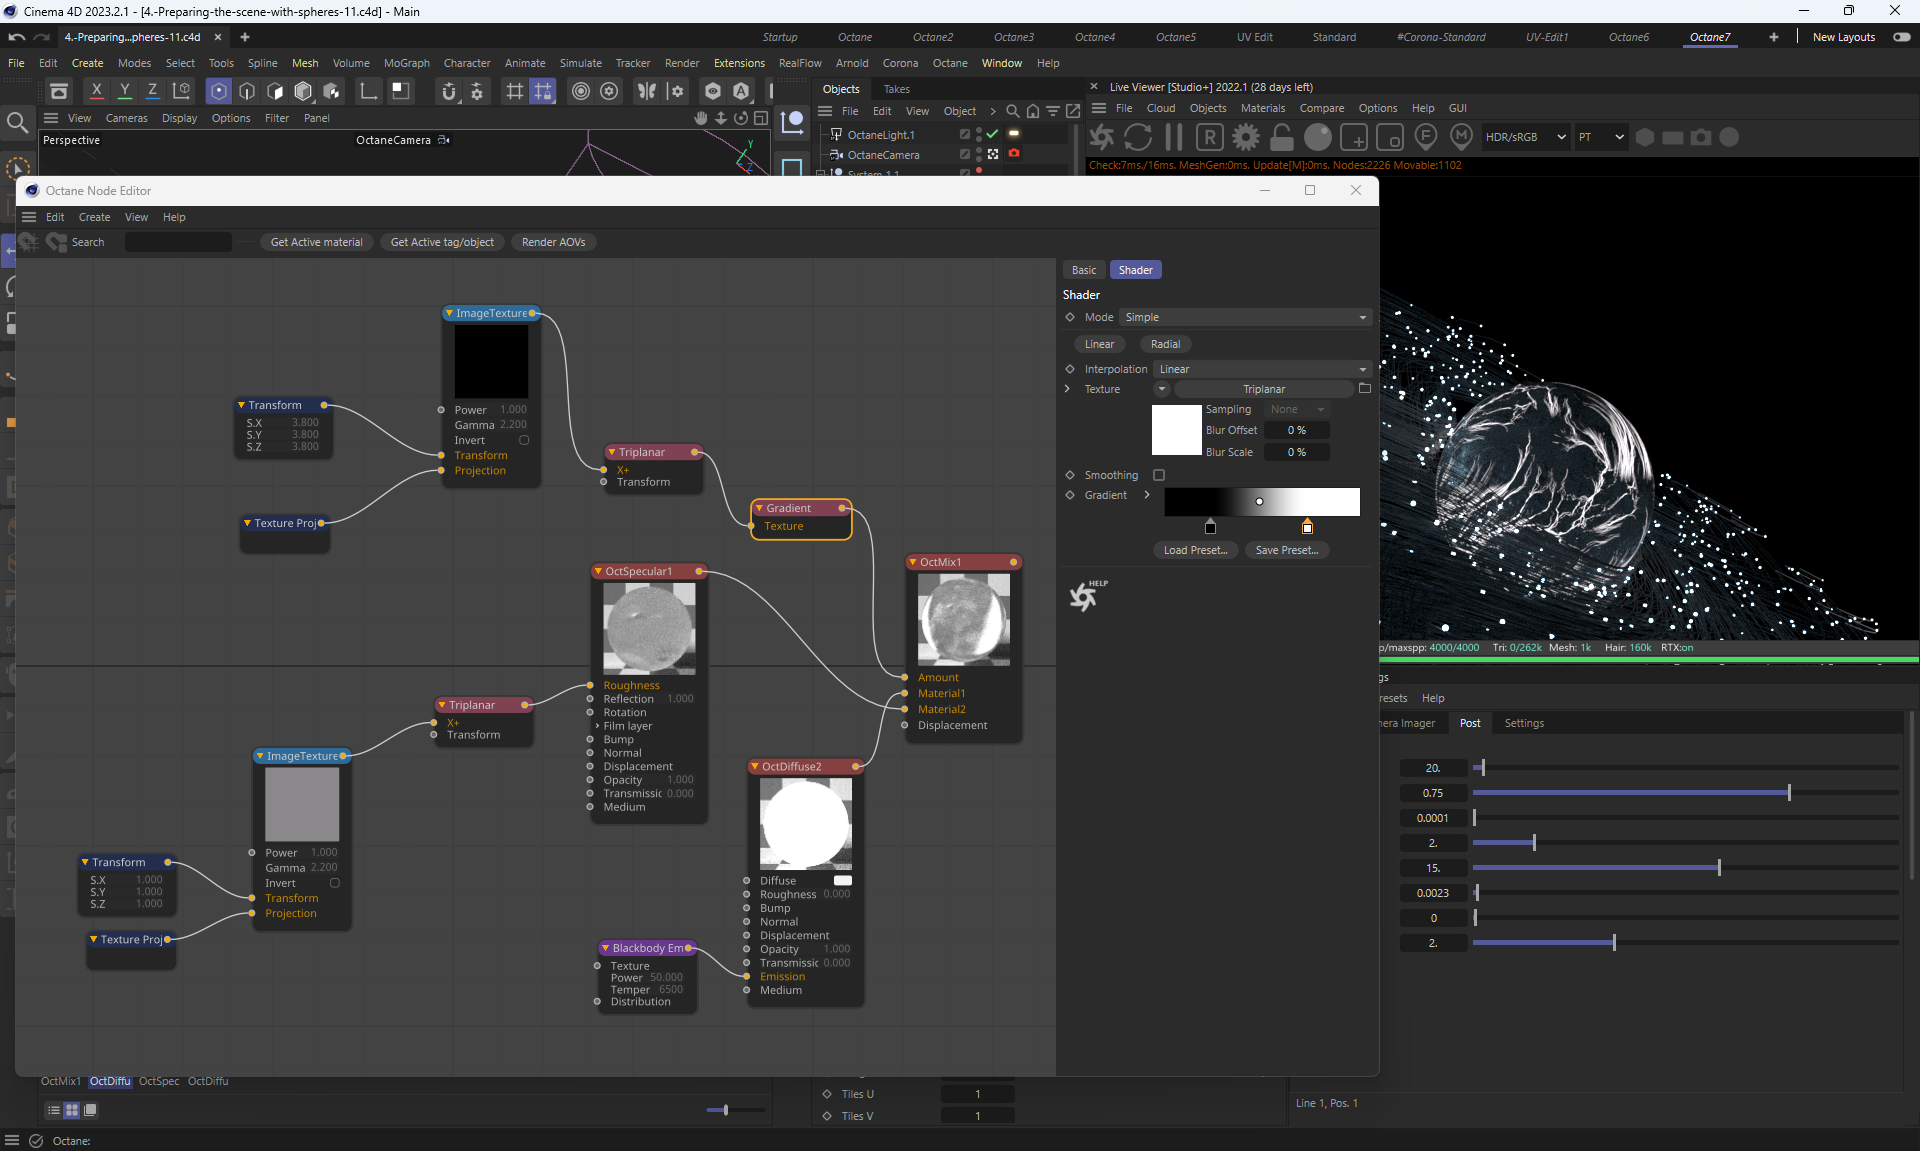 Cinema 4D 2023.2.1 - [4.-Preparing-the-scene-with-spheres-11.c4d] - Main
4.-Preparing...pheres-11.c4d
Startup Octane Octane2 Octane3 Octane4 Octane5 UV Edit Standard #Corona-Standard UV-Edit1 Octane6 Octane7 New Layouts
File Edit Create Modes Select Tools Spline Mesh Volume MoGraph Character Animate Simulate Tracker Render Extensions RealFlow Arnold Corona Octane Window Help
X Y Z
Objects Takes
Live Viewer [Studio+] 2022.1 (28 days left)
View Cameras Display Options Filter Panel
File Edit View Object
File Cloud Objects Materials Compare Options Help GUI
Perspective
OctaneCamera
OctaneLight.1
OctaneCamera
System 1.1
HDR/sRGB
PT
Check:7ms./16ms. MeshGen:0ms. Update[M]:0ms. Nodes:2226 Movable:1102
Octane Node Editor
Edit Create View Help
Search
Get Active material
Get Active tag/object
Render AOVs
Basic Shader
Shader
Mode Simple
Linear Radial
Interpolation Linear
Texture Triplanar
Sampling None
Blur Offset 0 %
Blur Scale 0 %
Smoothing
Gradient
Load Preset... Save Preset...
HELP
ImageTexture
Power 1.000
Gamma 2.200
Invert
Transform
Projection
Transform
S.X 3.800
S.Y 3.800
S.Z 3.800
Texture Proj
Triplanar
X+
Transform
Gradient
Texture
OctSpecular1
Roughness
Reflection 1.000
Rotation
Film layer
Bump
Normal
Displacement
Opacity 1.000
Transmissic 0.000
Medium
OctMix1
Amount
Material1
Material2
Displacement
Triplanar
X+
Transform
ImageTexture
Power 1.000
Gamma 2.200
Invert
Transform
Projection
Transform
S.X 1.000
S.Y 1.000
S.Z 1.000
Texture Proj
OctDiffuse2
Diffuse
Roughness 0.000
Bump
Normal
Displacement
Opacity 1.000
Transmissic 0.000
Emission
Medium
Blackbody Em
Texture
Power 50.000
Temper 6500
Distribution
p/maxspp: 4000/4000 Tri: 0/262k Mesh: 1k Hair: 160k RTX:on
gs
resets Help
era Imager Post Settings
20.
0.75
0.0001
2.
15.
0.0023
0
2.
OctMix1 OctDiffu OctSpec OctDiffu
Tiles U 1
Tiles V 1
Line 1, Pos. 1
Octane: